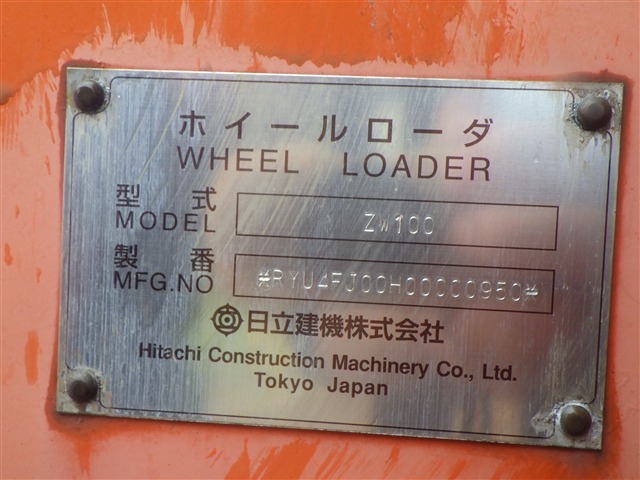 ホイールローダ
WHEEL LOADER
型式
MODEL ZW100
製番
MFG.NO *RYU4FJ00H00000950*
日立建機株式会社
Hitachi Construction Machinery Co., Ltd.
Tokyo Japan